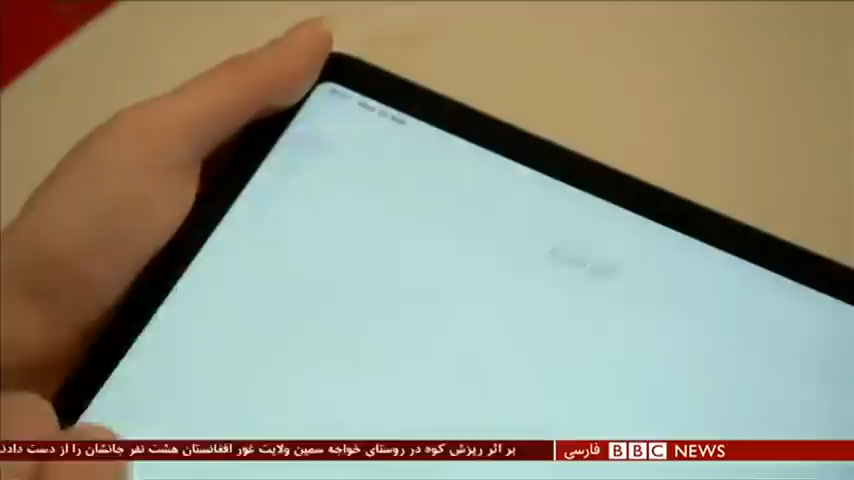 بر اثر ریزش کوه در روستای خواجه سمین ولایت غور افغانستان هشت نفر جانشان را از دست دادند
فارسی BBC NEWS